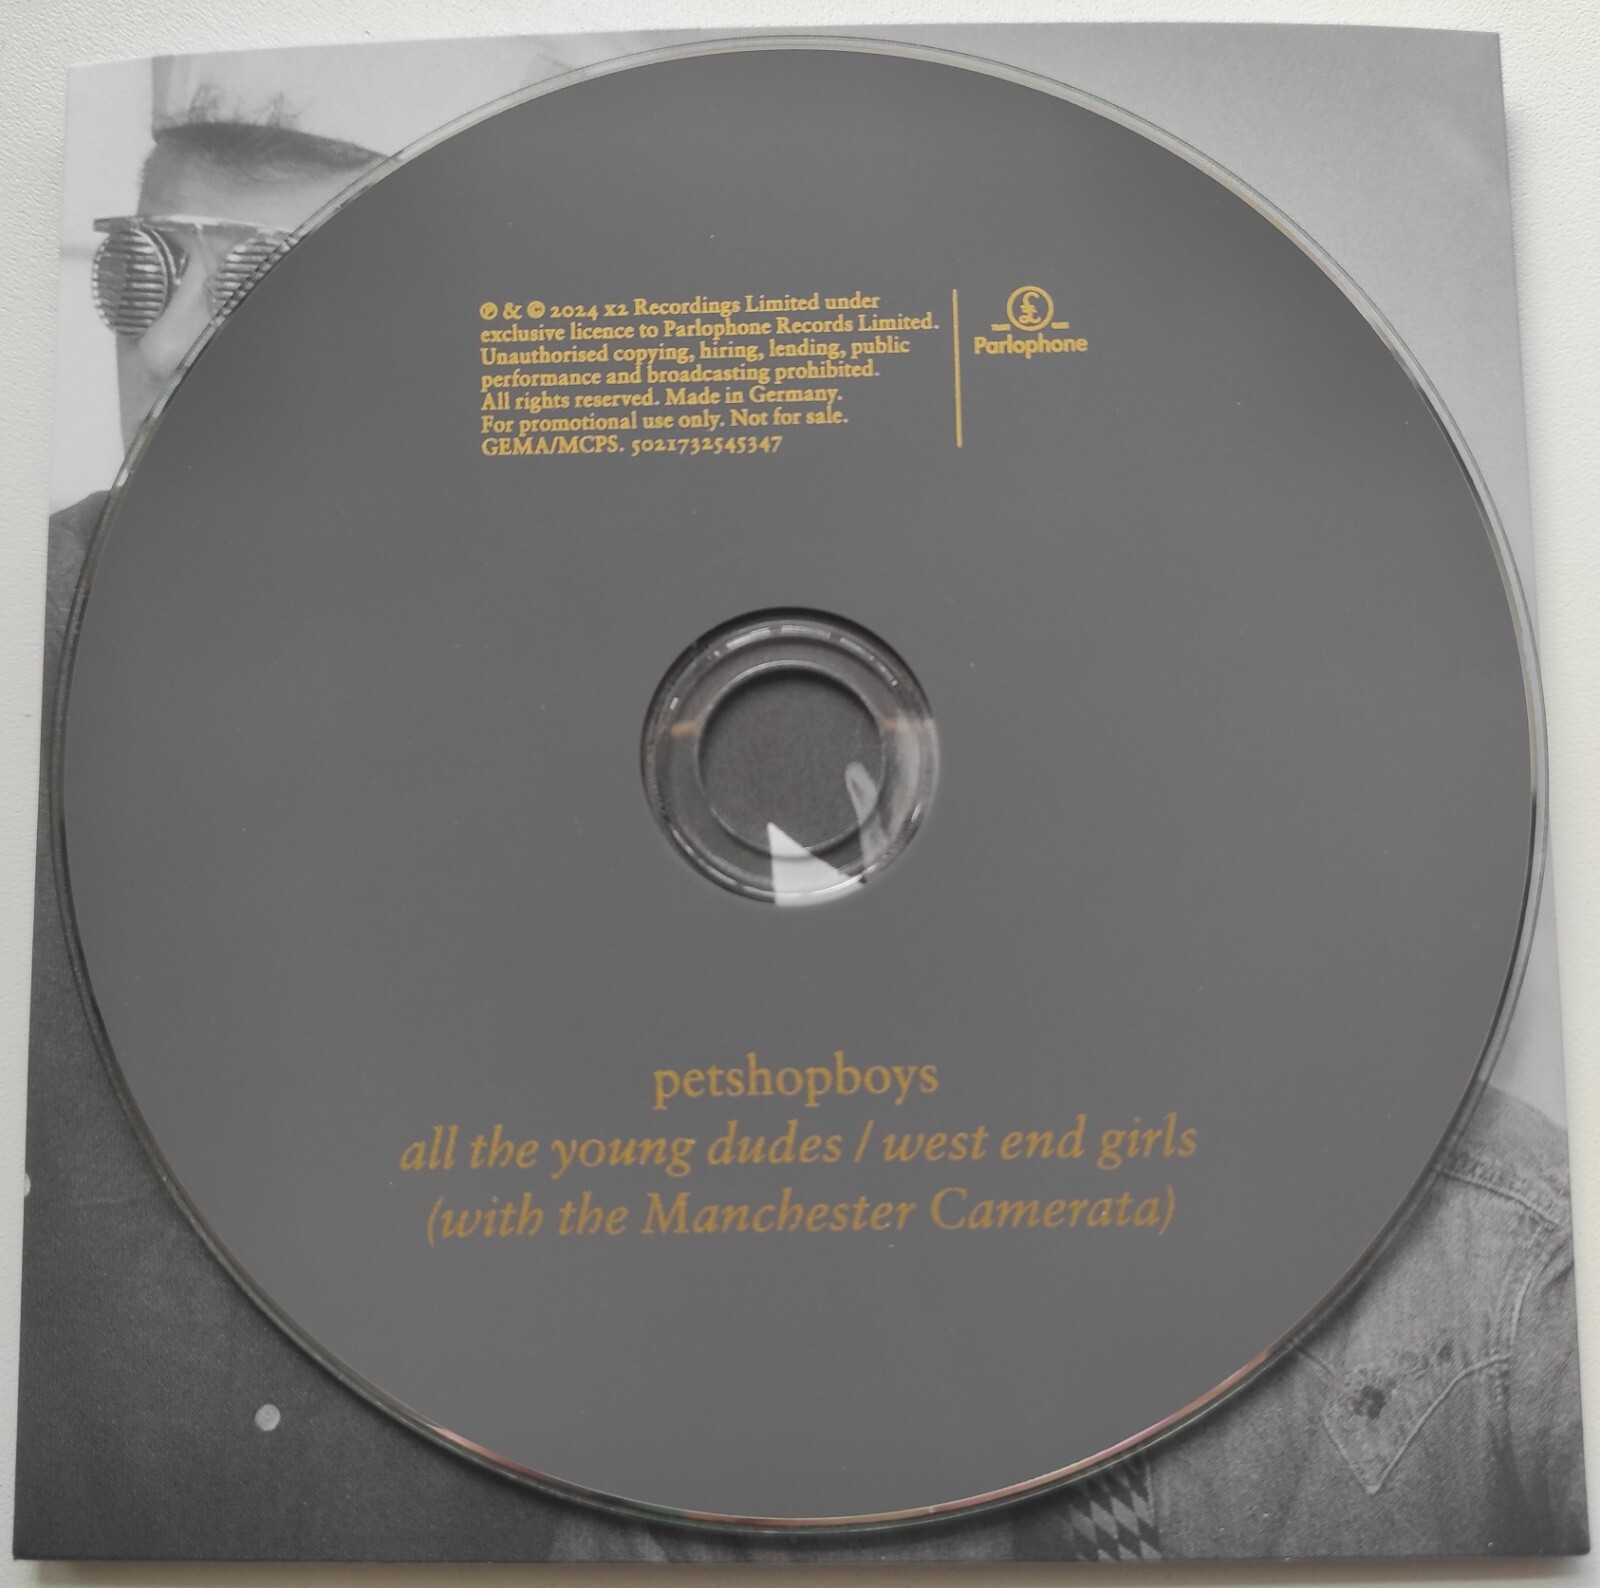 ℗ & © 2024 x2 Recordings Limited under
exclusive licence to Parlophone Records Limited.
Unauthorised copying, hiring, lending, public
performance and broadcasting prohibited.
All rights reserved. Made in Germany.
For promotional use only. Not for sale.
GEMA/MCPS. 5021732545347
£
Parlophone
petshopboys
all the young dudes / west end girls
(with the Manchester Camerata)